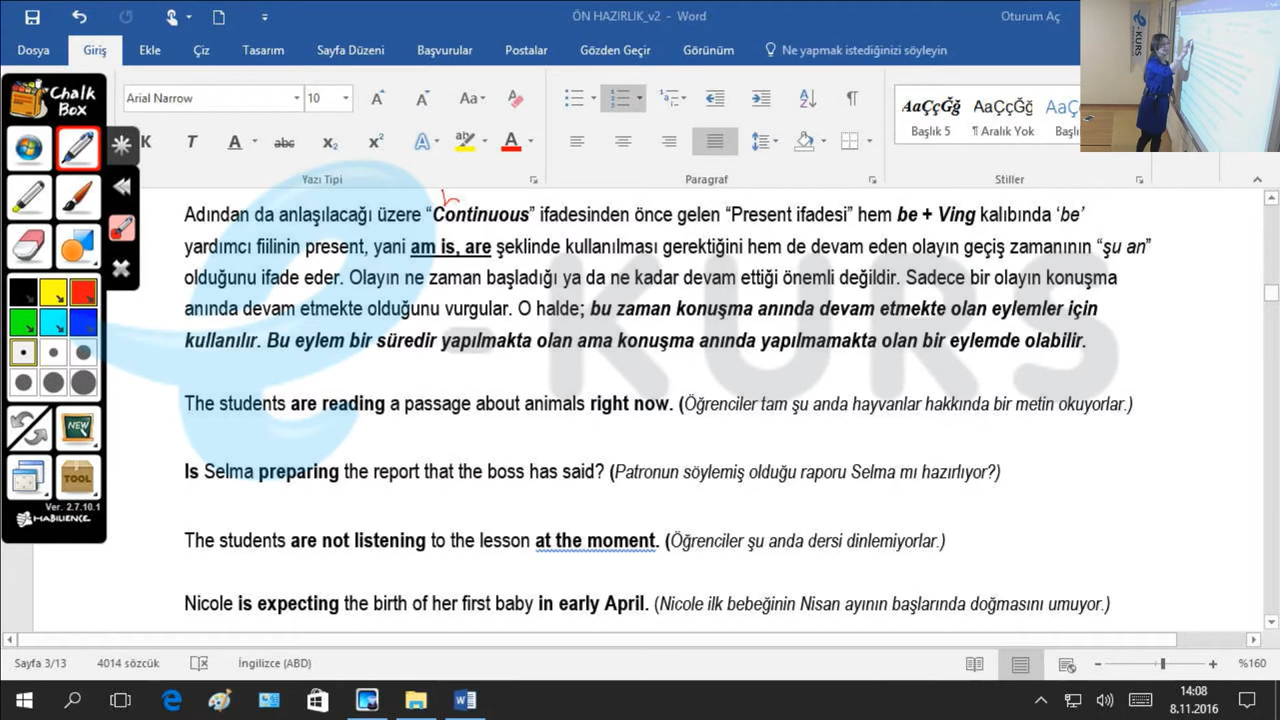 ÖN HAZIRLIK_v2 - Word
Oturum Aç
Dosya Giriş Ekle Çiz Tasarım Sayfa Düzeni Başvurular Postalar Gözden Geçir Görünüm Ne yapmak istediğinizi söyleyin
Chalk
Box
Arial Narrow 10
Aa
AaÇçĞğ AaÇçĞğ AaÇç
K T A abc x₂ x² A ab A
Başlık 5 ¶ Aralık Yok Başlı
Yazı Tipi Paragraf Stiller
e-KURS
Adından da anlaşılacağı üzere “Continuous” ifadesinden önce gelen “Present ifadesi” hem be + Ving kalıbında ‘be’
yardımcı fiilinin present, yani am is, are şeklinde kullanılması gerektiğini hem de devam eden olayın geçiş zamanının “şu an”
olduğunu ifade eder. Olayın ne zaman başladığı ya da ne kadar devam ettiği önemli değildir. Sadece bir olayın konuşma
anında devam etmekte olduğunu vurgular. O halde; bu zaman konuşma anında devam etmekte olan eylemler için
kullanılır. Bu eylem bir süredir yapılmakta olan ama konuşma anında yapılmamakta olan bir eylemde olabilir.
The students are reading a passage about animals right now. (Öğrenciler tam şu anda hayvanlar hakkında bir metin okuyorlar.)
Is Selma preparing the report that the boss has said? (Patronun söylemiş olduğu raporu Selma mı hazırlıyor?)
The students are not listening to the lesson at the moment. (Öğrenciler şu anda dersi dinlemiyorlar.)
Nicole is expecting the birth of her first baby in early April. (Nicole ilk bebeğinin Nisan ayının başlarında doğmasını umuyor.)
e-KURS
NEW
TOOL
Ver. 2.7.10.1
MABILIENCE
Sayfa 3/13 4014 sözcük İngilizce (ABD) %160
14:08
8.11.2016